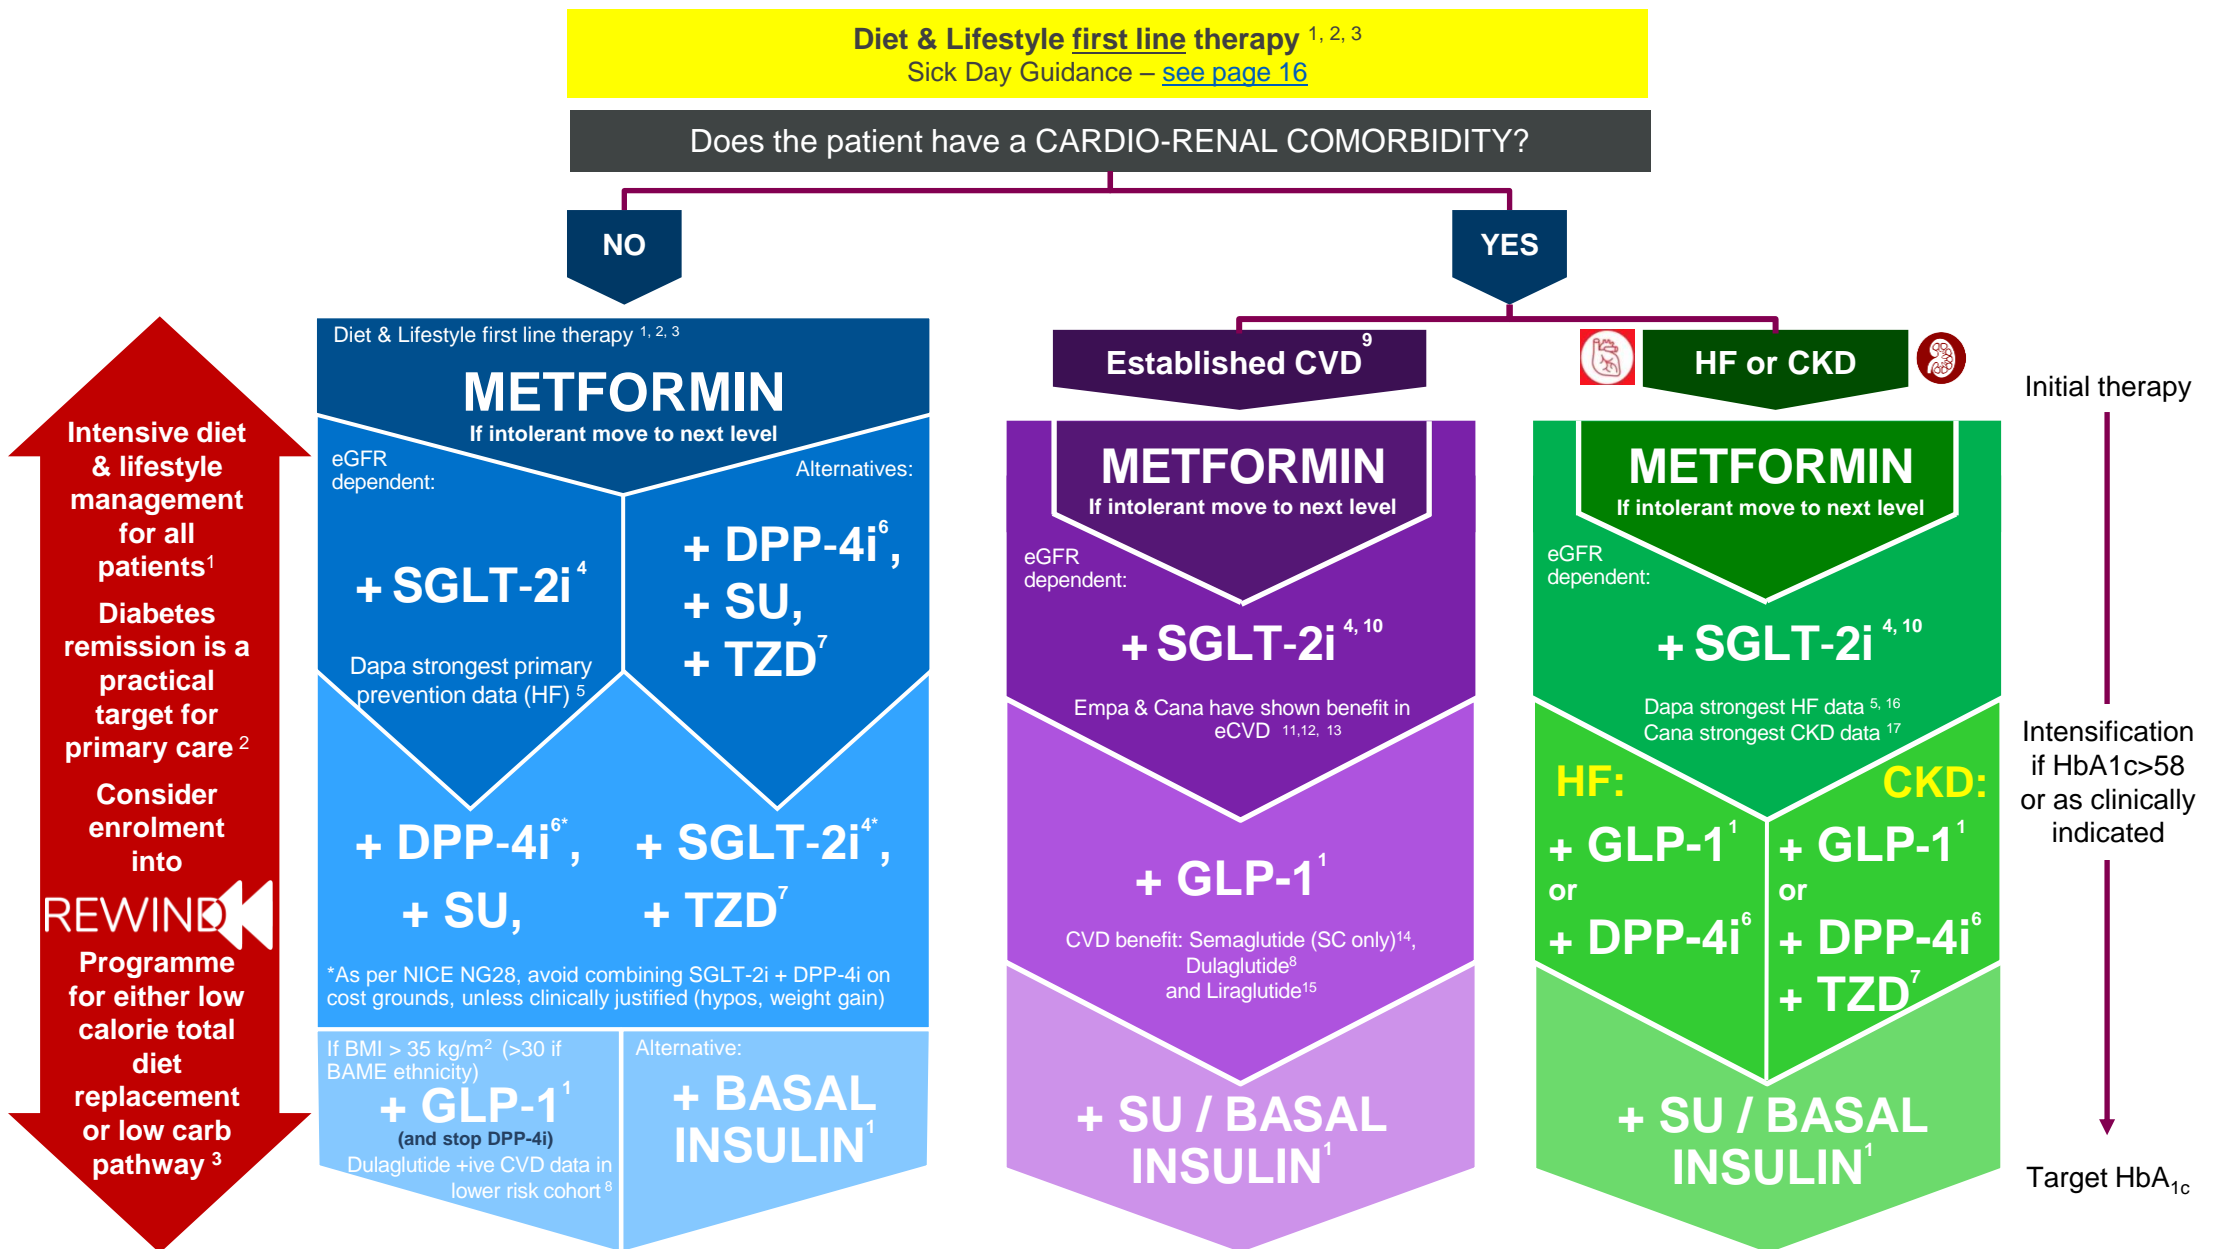 Diet & Lifestyle first line therapy 1, 2, 3
Sick Day Guidance – see page 16
Does the patient have a CARDIO-RENAL COMORBIDITY?
NO
YES
Intensive diet
& lifestyle
management
for all
patients1
Diabetes
remission is a
practical
target for
primary care 2
Consider
enrolment
into
REWIND
Programme
for either low
calorie total
diet
replacement
or low carb
pathway 3
Diet & Lifestyle first line therapy 1, 2, 3
METFORMIN
If intolerant move to next level
eGFR
dependent:
+ SGLT-2i 4
Dapa strongest primary
prevention data (HF) 5
Alternatives:
+ DPP-4i6,
+ SU,
+ TZD7
+ DPP-4i6*,
+ SU,
+ SGLT-2i4*,
+ TZD7
*As per NICE NG28, avoid combining SGLT-2i + DPP-4i on
cost grounds, unless clinically justified (hypos, weight gain)
If BMI > 35 kg/m2 (>30 if
BAME ethnicity)
+ GLP-11
(and stop DPP-4i)
Dulaglutide +ive CVD data in
lower risk cohort 8
Alternative:
+ BASAL
INSULIN1
Established CVD9
METFORMIN
If intolerant move to next level
eGFR
dependent:
+ SGLT-2i 4, 10
Empa & Cana have shown benefit in
eCVD 11,12, 13
+ GLP-11
CVD benefit: Semaglutide (SC only)14,
Dulaglutide8
and Liraglutide15
+ SU / BASAL
INSULIN1
HF or CKD
METFORMIN
If intolerant move to next level
eGFR
dependent:
+ SGLT-2i 4, 10
Dapa strongest HF data 5, 16
Cana strongest CKD data 17
HF:
+ GLP-11
or
+ DPP-4i6
CKD:
+ GLP-11
or
+ DPP-4i6
+ TZD7
+ SU / BASAL
INSULIN1
Initial therapy
Intensification
if HbA1c>58
or as clinically
indicated
Target HbA1c